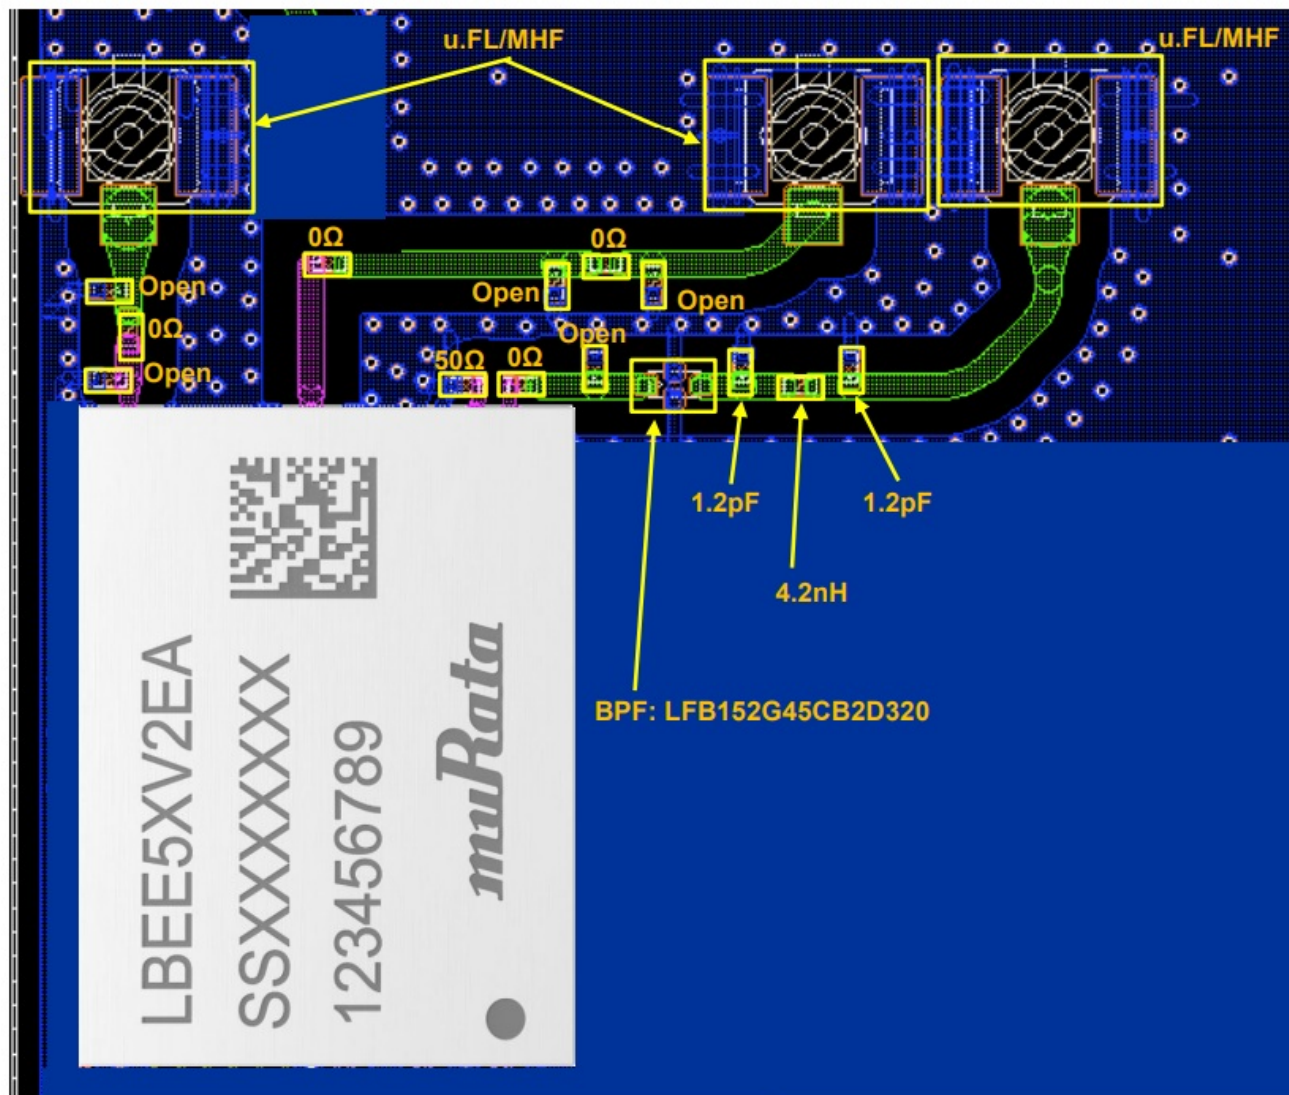 u.FL/MHF
u.FL/MHF
0Ω
0Ω
Open
Open
Open
0Ω
Open
Open
50Ω
0Ω
1.2pF
1.2pF
4.2nH
BPF: LFB152G45CB2D320
LBEE5XV2EA
SSXXXXXXX
123456789
muRata